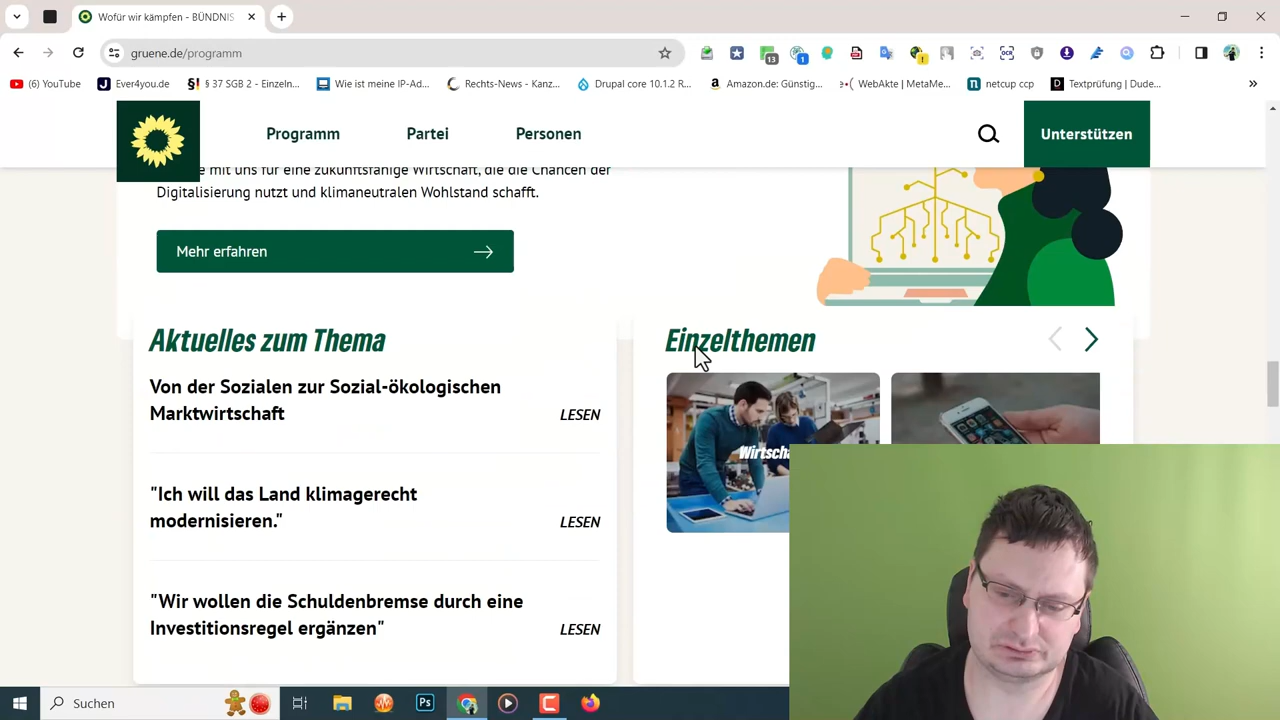 Wofür wir kämpfen - BÜNDNIS
gruene.de/programm
13
1
(6) YouTube
Ever4you.de
§ 37 SGB 2 - Einzeln...
Wie ist meine IP-Ad...
Rechts-News - Kanz...
Drupal core 10.1.2 R...
Amazon.de: Günstig...
WebAkte | MetaMe...
netcup ccp
Textprüfung | Dude...
Programm
Partei
Personen
Unterstützen
mit uns für eine zukunftsfähige Wirtschaft, die die Chancen der
Digitalisierung nutzt und klimaneutralen Wohlstand schafft.
Mehr erfahren
Aktuelles zum Thema
Von der Sozialen zur Sozial-ökologischen
Marktwirtschaft
LESEN
"Ich will das Land klimagerecht
modernisieren."
LESEN
"Wir wollen die Schuldenbremse durch eine
Investitionsregel ergänzen"
LESEN
Einzelthemen
Suchen
Ps